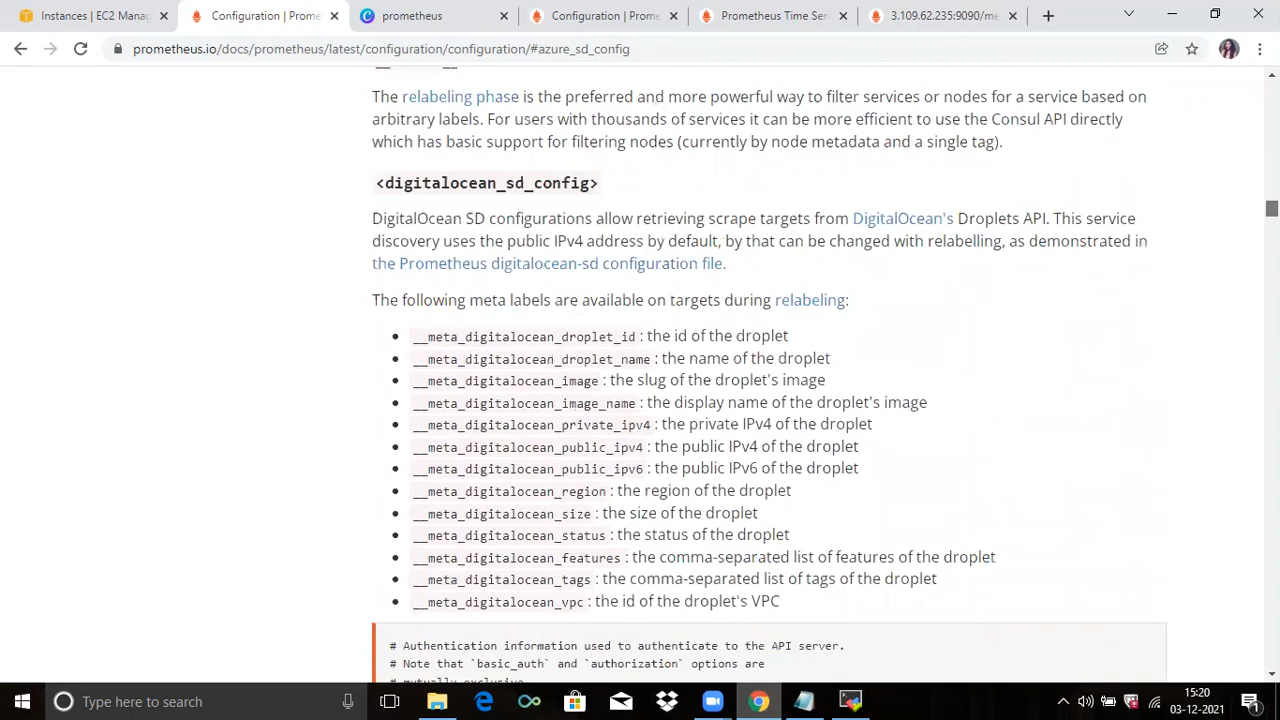 Instances | EC2 Manag
Configuration | Prome
prometheus
Configuration | Prom
Prometheus Time Seri
3.109.62.235:9090/me
prometheus.io/docs/prometheus/latest/configuration/configuration/#azure_sd_config
The relabeling phase is the preferred and more powerful way to filter services or nodes for a service based on
arbitrary labels. For users with thousands of services it can be more efficient to use the Consul API directly
which has basic support for filtering nodes (currently by node metadata and a single tag).
<digitalocean_sd_config>
DigitalOcean SD configurations allow retrieving scrape targets from DigitalOcean's Droplets API. This service
discovery uses the public IPv4 address by default, by that can be changed with relabelling, as demonstrated in
the Prometheus digitalocean-sd configuration file.
The following meta labels are available on targets during relabeling:
__meta_digitalocean_droplet_id : the id of the droplet
__meta_digitalocean_droplet_name : the name of the droplet
__meta_digitalocean_image : the slug of the droplet's image
__meta_digitalocean_image_name : the display name of the droplet's image
__meta_digitalocean_private_ipv4 : the private IPv4 of the droplet
__meta_digitalocean_public_ipv4 : the public IPv4 of the droplet
__meta_digitalocean_public_ipv6 : the public IPv6 of the droplet
__meta_digitalocean_region : the region of the droplet
__meta_digitalocean_size : the size of the droplet
__meta_digitalocean_status : the status of the droplet
__meta_digitalocean_features : the comma-separated list of features of the droplet
__meta_digitalocean_tags : the comma-separated list of tags of the droplet
__meta_digitalocean_vpc : the id of the droplet's VPC
# Authentication information used to authenticate to the API server.
# Note that `basic_auth` and `authorization` options are
# mutually exclusive
Type here to search
15:20
03-12-2021
1